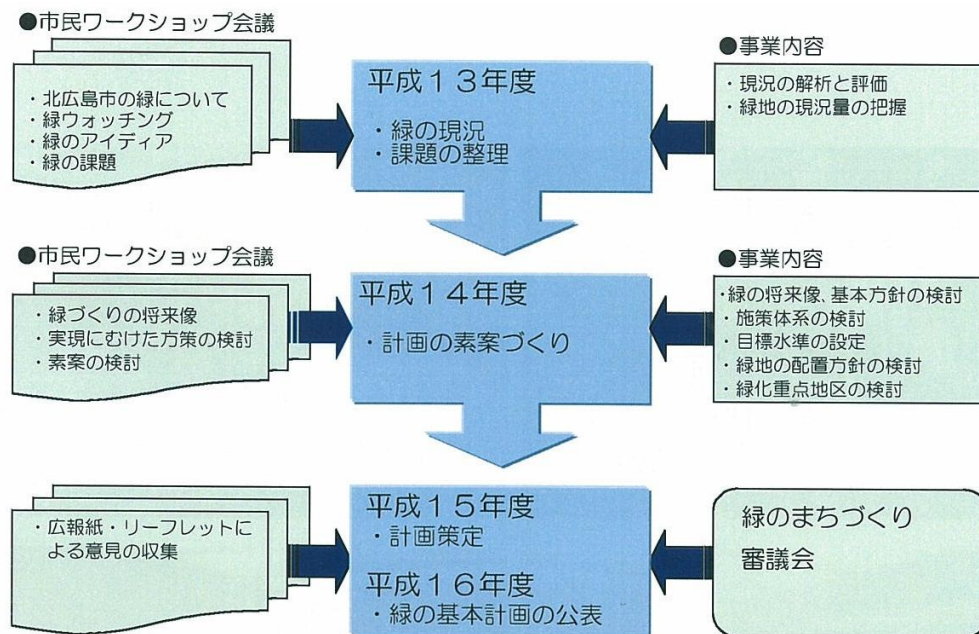 ●市民ワークショップ会議
・北広島市の緑について
・緑ウォッチング
・緑のアイディア
・緑の課題
平成13年度
・緑の現況
・課題の整理
●事業内容
・現況の解析と評価
・緑地の現況量の把握
●市民ワークショップ会議
・緑づくりの将来像
・実現にむけた方策の検討
・素案の検討
平成14年度
・計画の素案づくり
●事業内容
・緑の将来像、基本方針の検討
・施策体系の検討
・目標水準の設定
・緑地の配置方針の検討
・緑化重点地区の検討
・広報紙・リーフレットに
よる意見の収集
平成15年度
・計画策定
平成16年度
・緑の基本計画の公表
緑のまちづくり
審議会